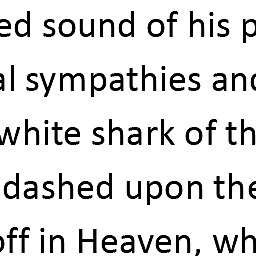 ed sound of his p
al sympathies and
white shark of th
dashed upon the
off in Heaven, wh